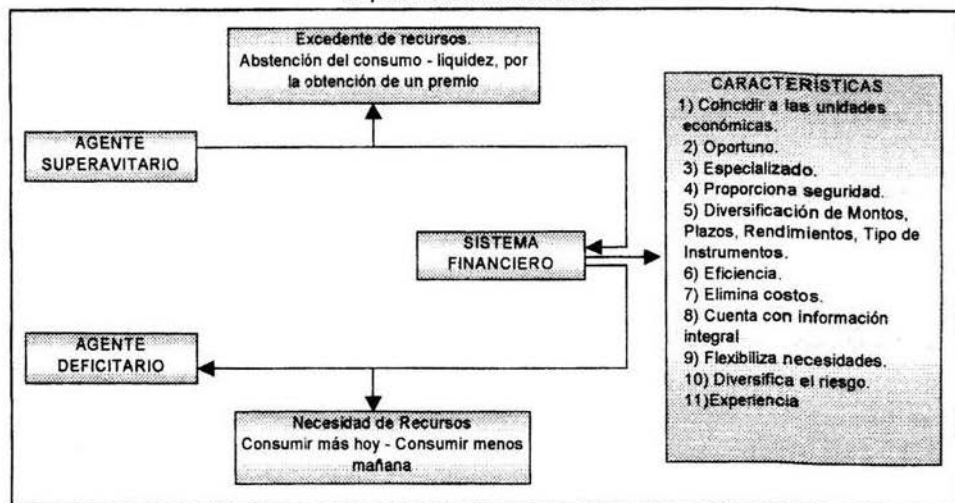 Excedente de recursos.
Abstención del consumo - liquidez, por
la obtención de un premio
AGENTE
SUPERAVITARIO
SISTEMA
FINANCIERO
AGENTE
DEFICITARIO
Necesidad de Recursos
Consumir más hoy - Consumir menos
mañana
CARACTERÍSTICAS
1) Coincidir a las unidades
económicas.
2) Oportuno.
3) Especializado.
4) Proporciona seguridad.
5) Diversificación de Montos,
Plazos, Rendimientos, Tipo de
Instrumentos.
6) Eficiencia.
7) Elimina costos.
8) Cuenta con información
integral
9) Flexibiliza necesidades.
10) Diversifica el riesgo.
11)Experiencia